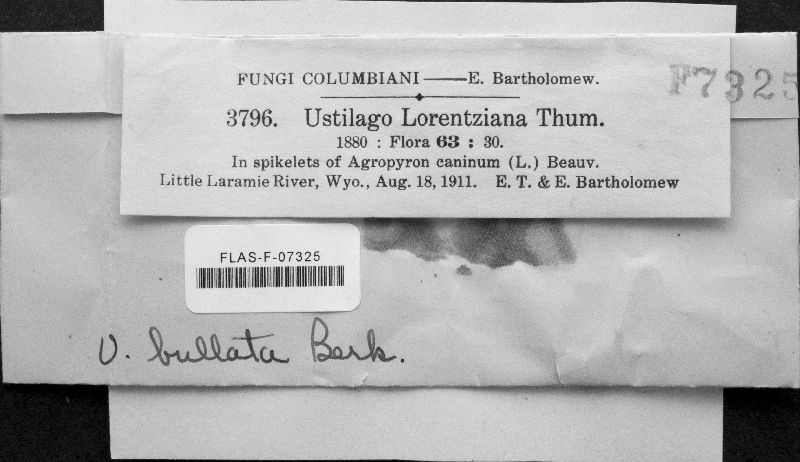 FUNGI COLUMBIANI — E. Bartholomew.
F7325
3796. Ustilago Lorentziana Thum.
1880 : Flora 63 : 30.
In spikelets of Agropyron caninum (L.) Beauv.
Little Laramie River, Wyo., Aug. 18, 1911. E. T. & E. Bartholomew
FLAS-F-07325
U. bullata Berk.